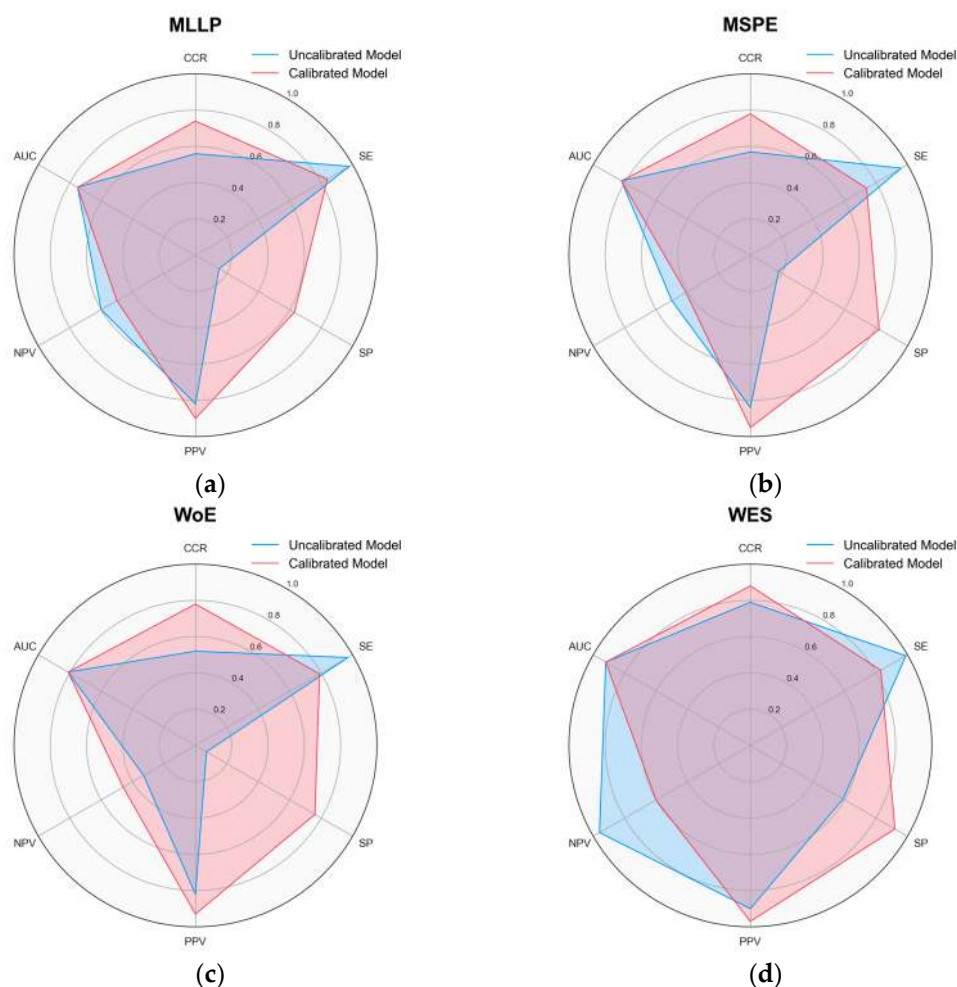 MLLP
Uncalibrated Model
Calibrated Model
CCR
1.0
0.8
AUC
SE
0.6
0.4
0.2
NPV
SP
PPV
(a)
MSPE
Uncalibrated Model
Calibrated Model
CCR
1.0
0.8
AUC
SE
0.6
0.4
0.2
NPV
SP
PPV
(b)
WoE
Uncalibrated Model
Calibrated Model
CCR
1.0
0.8
AUC
SE
0.6
0.4
0.2
NPV
SP
PPV
(c)
WES
Uncalibrated Model
Calibrated Model
CCR
1.0
0.8
AUC
SE
0.6
0.4
0.2
NPV
SP
PPV
(d)